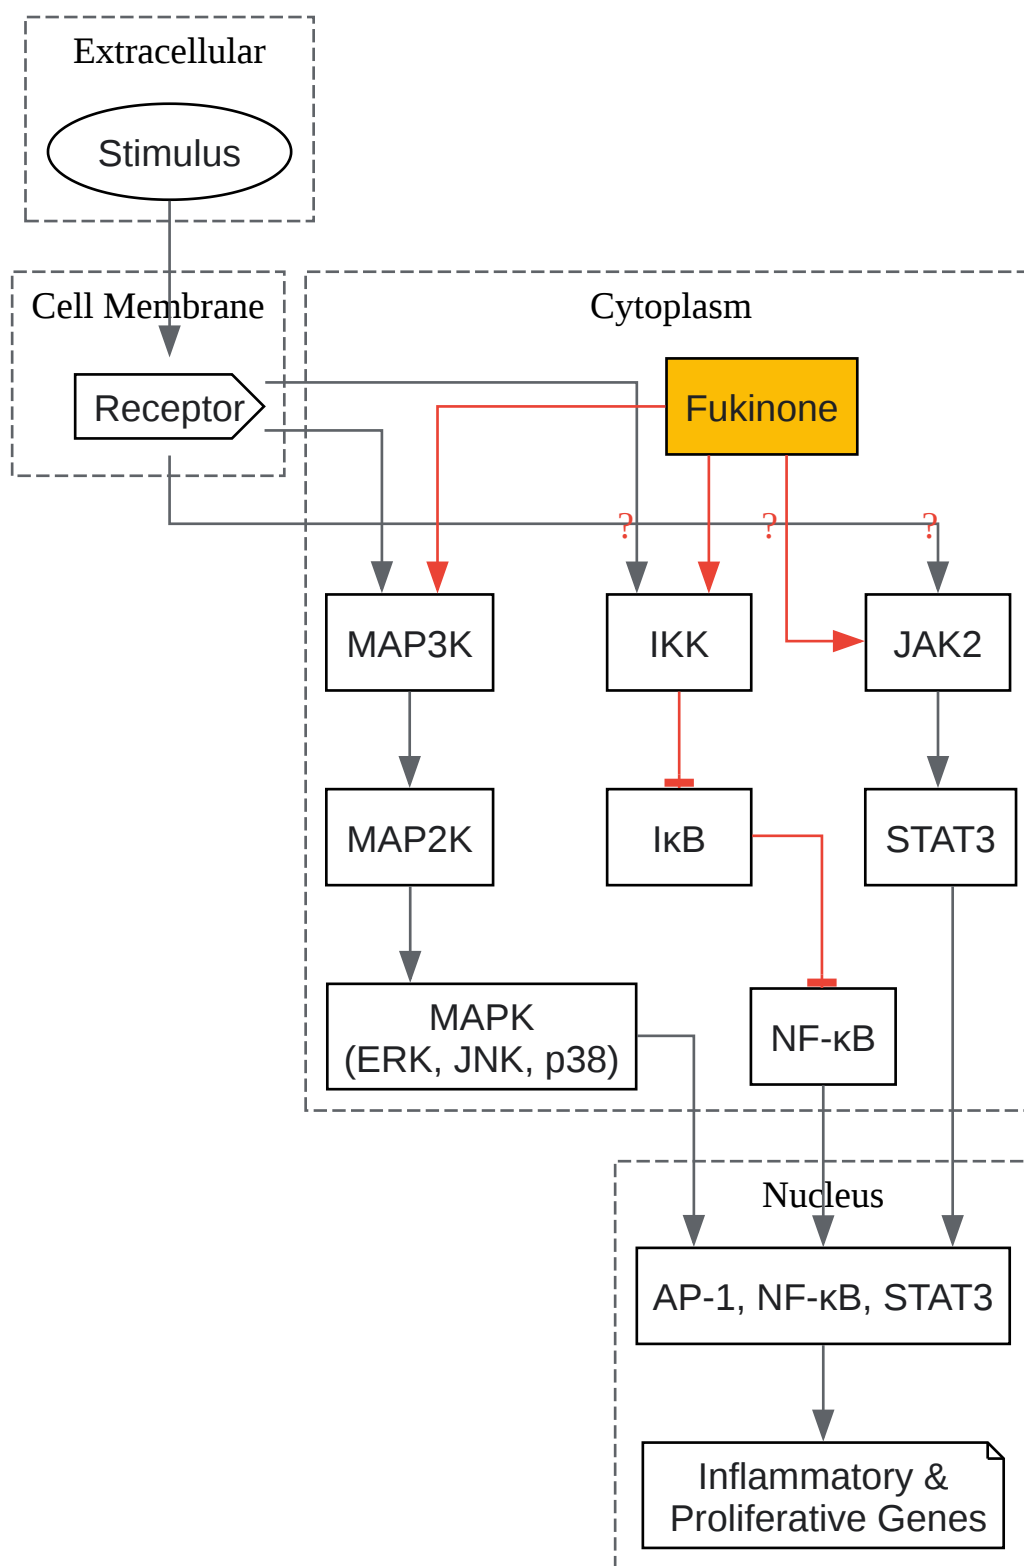 Extracellular
Stimulus
Cell Membrane
Cytoplasm
Receptor
Fukinone
? ? ?
MAP3K
IKK
JAK2
MAP2K
IκB
STAT3
MAPK
(ERK, JNK, p38)
NF-κB
Nucleus
AP-1, NF-κB, STAT3
Inflammatory &
Proliferative Genes